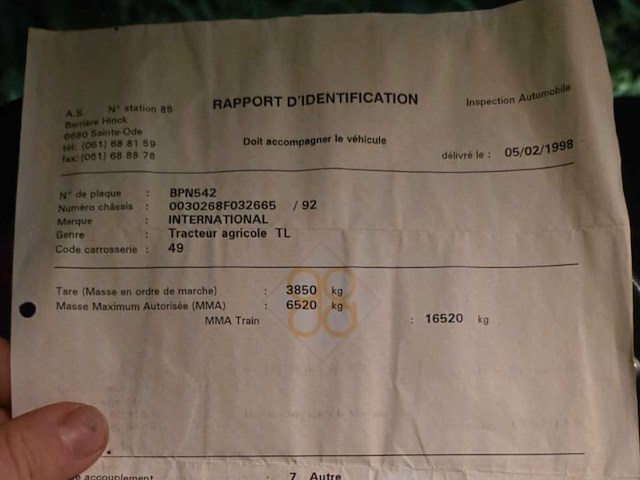 A.S. N° station 85
Barrière Hinck
6680 Sainte-Ode
tél: (061) 68 81 59
fax: (061) 68 88 78
RAPPORT D'IDENTIFICATION
Doit accompagner le véhicule
Inspection Automobile
délivré le : 05/02/1998
N° de plaque : BPN542
Numéro châssis : 0030268F032665 / 92
Marque : INTERNATIONAL
Genre : Tracteur agricole TL
Code carrosserie : 49
Tare (Masse en ordre de marche) : 3850 kg
Masse Maximum Autorisée (MMA) : 6520 kg
MMA Train : 16520 kg
accouplement : 7 Autre